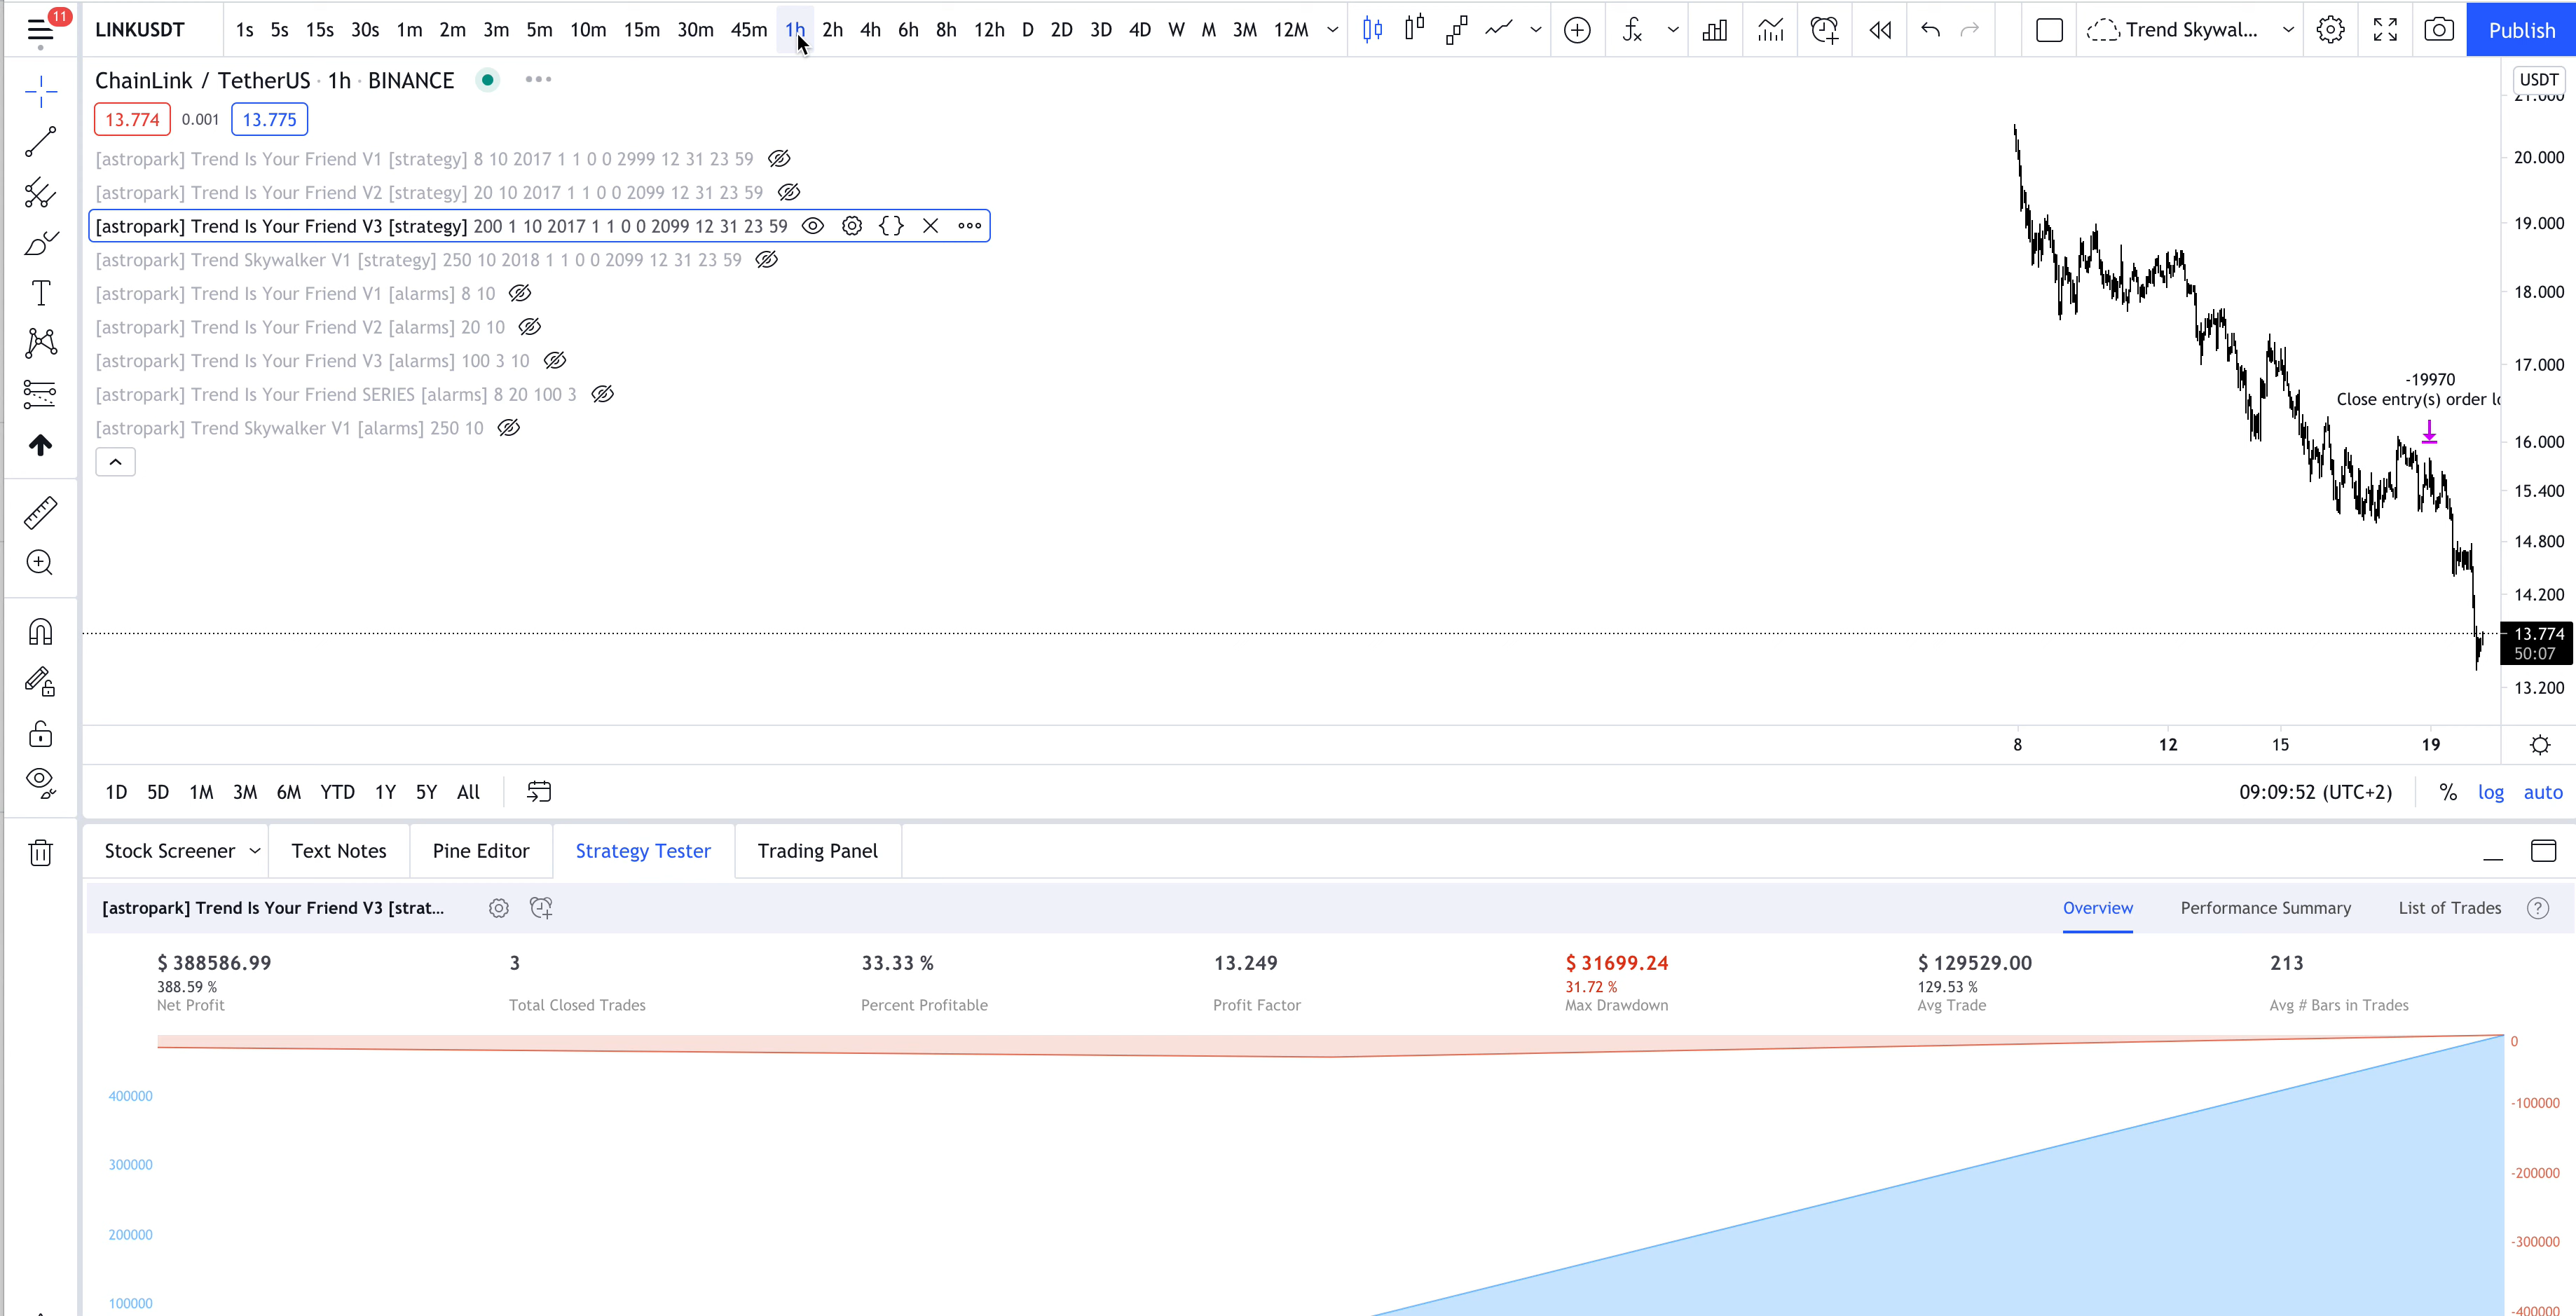 11
LINKUSDT 1s 5s 15s 30s 1m 2m 3m 5m 10m 15m 30m 45m 1h 2h 4h 6h 8h 12h D 2D 3D 4D W M 3M 12M Trend Skywal... Publish
ChainLink / TetherUS · 1h · BINANCE
USDT
13.774 0.001 13.775
[astropark] Trend Is Your Friend V1 [strategy] 8 10 2017 1 1 0 0 2999 12 31 23 59
[astropark] Trend Is Your Friend V2 [strategy] 20 10 2017 1 1 0 0 2099 12 31 23 59
[astropark] Trend Is Your Friend V3 [strategy] 200 1 10 2017 1 1 0 0 2099 12 31 23 59
[astropark] Trend Skywalker V1 [strategy] 250 10 2018 1 1 0 0 2099 12 31 23 59
[astropark] Trend Is Your Friend V1 [alarms] 8 10
[astropark] Trend Is Your Friend V2 [alarms] 20 10
[astropark] Trend Is Your Friend V3 [alarms] 100 3 10
[astropark] Trend Is Your Friend SERIES [alarms] 8 20 100 3
[astropark] Trend Skywalker V1 [alarms] 250 10
-19970
Close entry(s) order lo
21.000
20.000
19.000
18.000
17.000
16.000
15.400
14.800
14.200
13.774
50:07
13.200
8 12 15 19
1D 5D 1M 3M 6M YTD 1Y 5Y All 09:09:52 (UTC+2) % log auto
Stock Screener Text Notes Pine Editor Strategy Tester Trading Panel
[astropark] Trend Is Your Friend V3 [strat... Overview Performance Summary List of Trades ?
$ 388586.99 3 33.33 % 13.249 $ 31699.24 $ 129529.00 213
388.59 % 31.72 % 129.53 %
Net Profit Total Closed Trades Percent Profitable Profit Factor Max Drawdown Avg Trade Avg # Bars in Trades
400000
300000
200000
100000
0
-100000
-200000
-300000
-400000